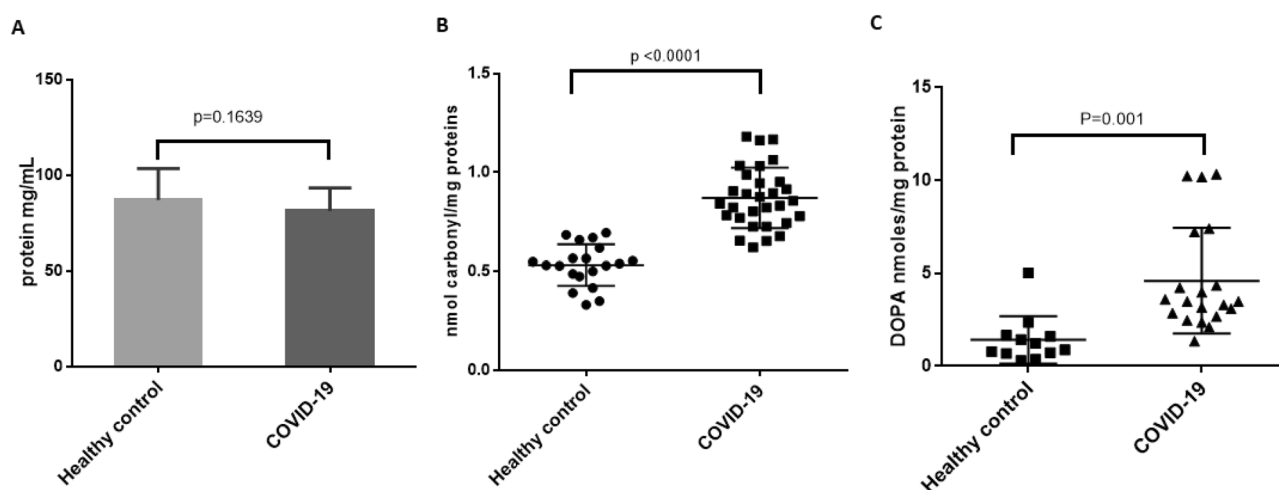 A
protein mg/mL
150
100
50
0
p=0.1639
Healthy control
COVID-19
B
nmol carbonyl/mg proteins
1.5
1.0
0.5
0.0
p <0.0001
Healthy control
COVID-19
C
DOPA nmoles/mg protein
15
10
5
0
P=0.001
Healthy control
COVID-19